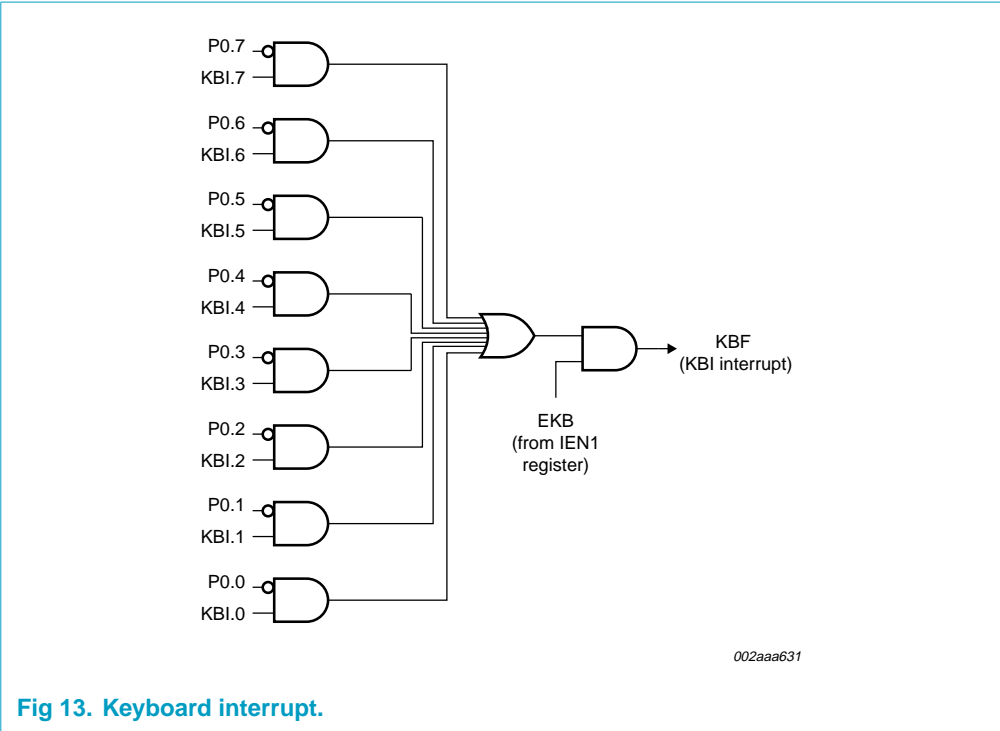 P0.7
KBI.7
P0.6
KBI.6
P0.5
KBI.5
P0.4
KBI.4
P0.3
KBI.3
P0.2
KBI.2
P0.1
KBI.1
P0.0
KBI.0
KBF
(KBI interrupt)
EKB
(from IEN1
register)
002aaa631
Fig 13. Keyboard interrupt.